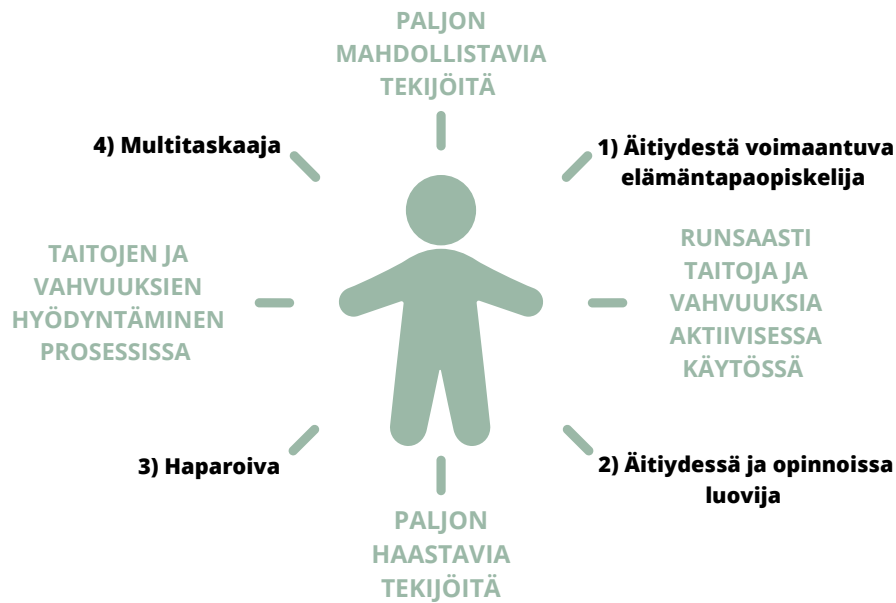 PALJON
MAHDOLLISTAVIA
TEKIJÖITÄ
4) Multitaskaaja
1) Äitiydestä voimaantuva
elämäntapaopiskelija
TAITOJEN JA
VAHVUUKSIEN
HYÖDYNTÄMINEN
PROSESSISSA
RUNSAASTI
TAITOJA JA
VAHVUUKSIA
AKTIIVISESSA
KÄYTÖSSÄ
3) Haparoiva
2) Äitiydessä ja opinnoissa
luovija
PALJON
HAASTAVIA
TEKIJÖITÄ